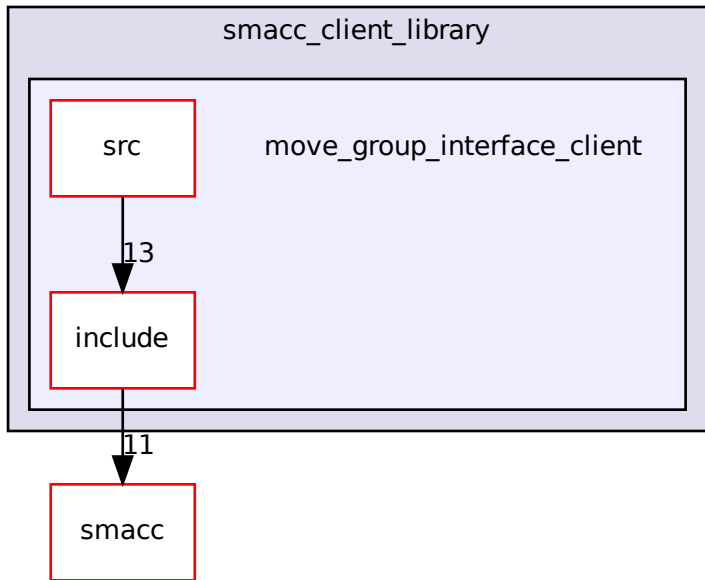 smacc_client_library
src
move_group_interface_client
13
include
11
smacc